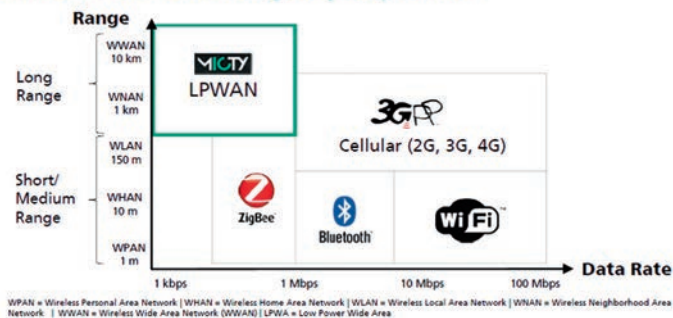 Range
WWAN
10 km
Long
Range
MIOTY
LPWAN
WNAN
1 km
3GPP
Cellular (2G, 3G, 4G)
WLAN
150 m
Short/
Medium
Range
WHAN
10 m
ZigBee
Bluetooth
WiFi™
WPAN
1 m
1 kbps
1 Mbps
10 Mbps
100 Mbps
Data Rate
WPAN = Wireless Personal Area Network | WHAN = Wireless Home Area Network | WLAN = Wireless Local Area Network | WNAN = Wireless Neighborhood Area
Network | WWAN = Wireless Wide Area Network (WWAN) | LPWA = Low Power Wide Area